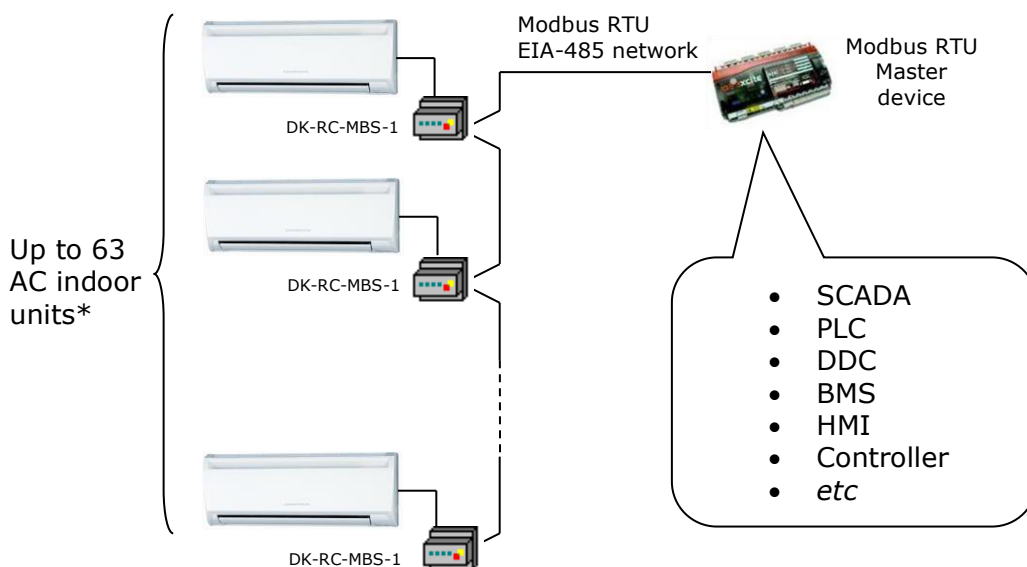 Modbus RTU
EIA-485 network
Modbus RTU
Master
device
DK-RC-MBS-1
DK-RC-MBS-1
Up to 63
AC indoor
units*
• SCADA
• PLC
• DDC
• BMS
• HMI
• Controller
• etc
DK-RC-MBS-1